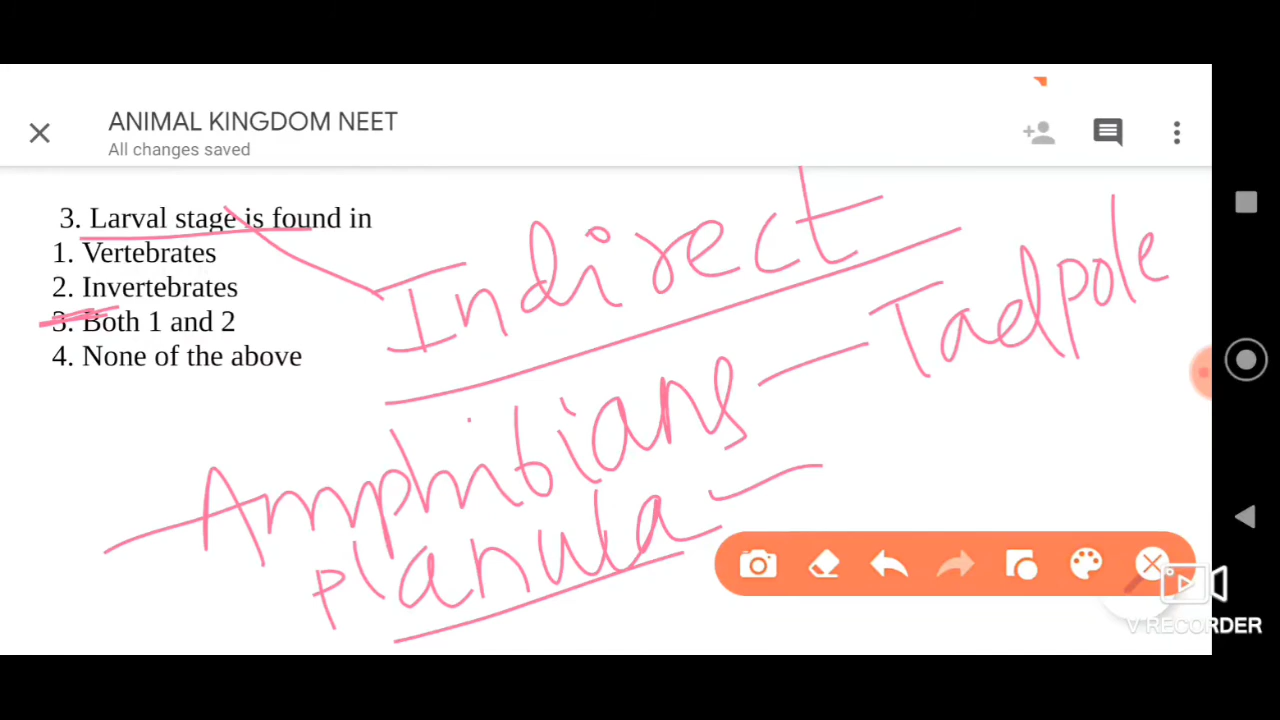 ANIMAL KINGDOM NEET
All changes saved
3. Larval stage is found in
1. Vertebrates
2. Invertebrates
3. Both 1 and 2
4. None of the above
Indirect
Amphibians — Tadpole
planula —
V RECORDER